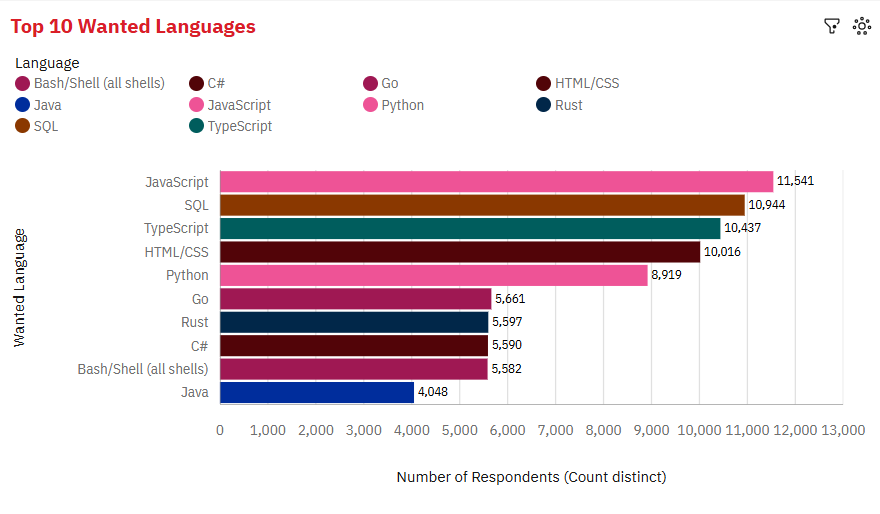 Top 10 Wanted Languages
Language
Bash/Shell (all shells) C# Go HTML/CSS
Java JavaScript Python Rust
SQL TypeScript
Wanted Language
JavaScript 11,541
SQL 10,944
TypeScript 10,437
HTML/CSS 10,016
Python 8,919
Go 5,661
Rust 5,597
C# 5,590
Bash/Shell (all shells) 5,582
Java 4,048
0 1,000 2,000 3,000 4,000 5,000 6,000 7,000 8,000 9,000 10,000 11,000 12,000 13,000
Number of Respondents (Count distinct)